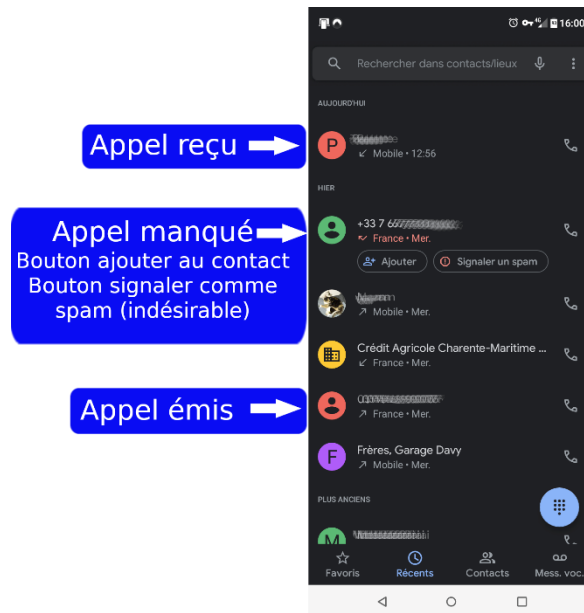 16:00
Rechercher dans contacts/lieux
AUJOURD'HUI
Appel reçu
P
Mobile • 12:56
HIER
Appel manqué
Bouton ajouter au contact
Bouton signaler comme
spam (indésirable)
+33 7
France • Mer.
Ajouter
Signaler un spam
Mobile • Mer.
Crédit Agricole Charente-Maritime ...
France • Mer.
Appel émis
France • Mer.
F
Frères, Garage Davy
Mobile • Mer.
PLUS ANCIENS
M
Favoris
Récents
Contacts
Mess. voc.